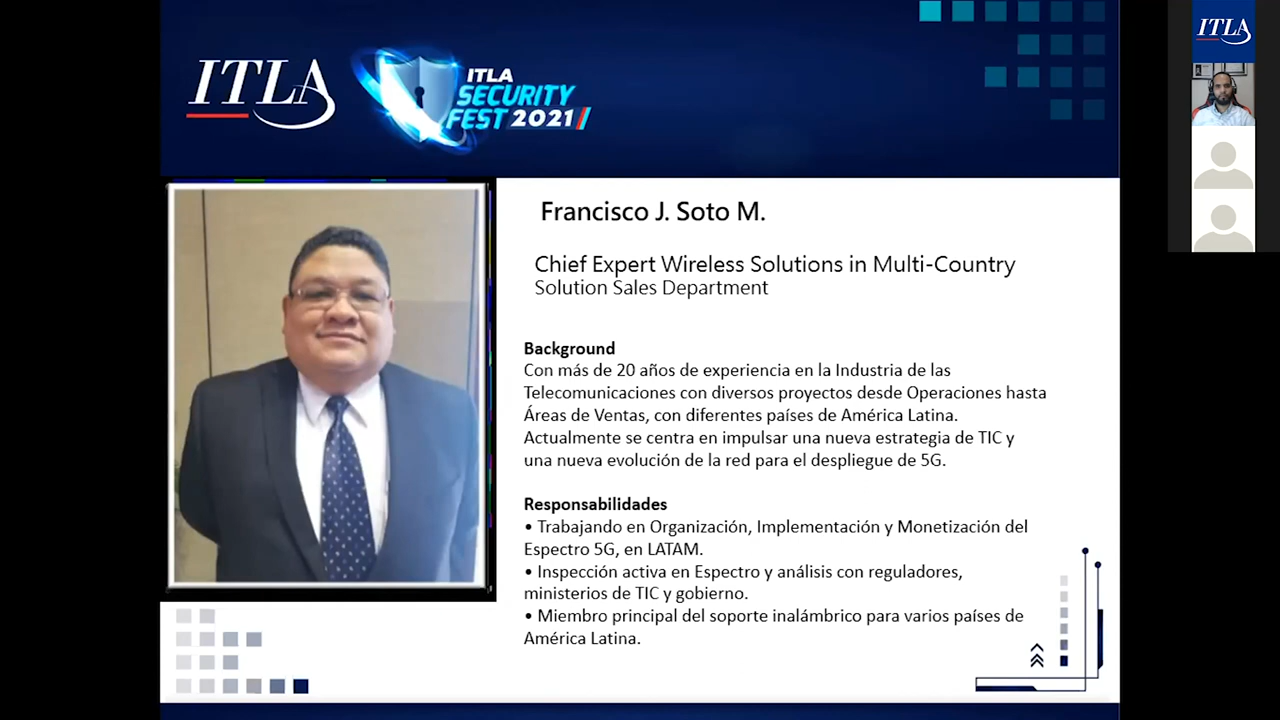 ITLA
ITLA
SECURITY
FEST 2021
ITLA
Francisco J. Soto M.
Chief Expert Wireless Solutions in Multi-Country
Solution Sales Department
Background
Con más de 20 años de experiencia en la Industria de las
Telecomunicaciones con diversos proyectos desde Operaciones hasta
Áreas de Ventas, con diferentes países de América Latina.
Actualmente se centra en impulsar una nueva estrategia de TIC y
una nueva evolución de la red para el despliegue de 5G.
Responsabilidades
• Trabajando en Organización, Implementación y Monetización del
Espectro 5G, en LATAM.
• Inspección activa en Espectro y análisis con reguladores,
ministerios de TIC y gobierno.
• Miembro principal del soporte inalámbrico para varios países de
América Latina.